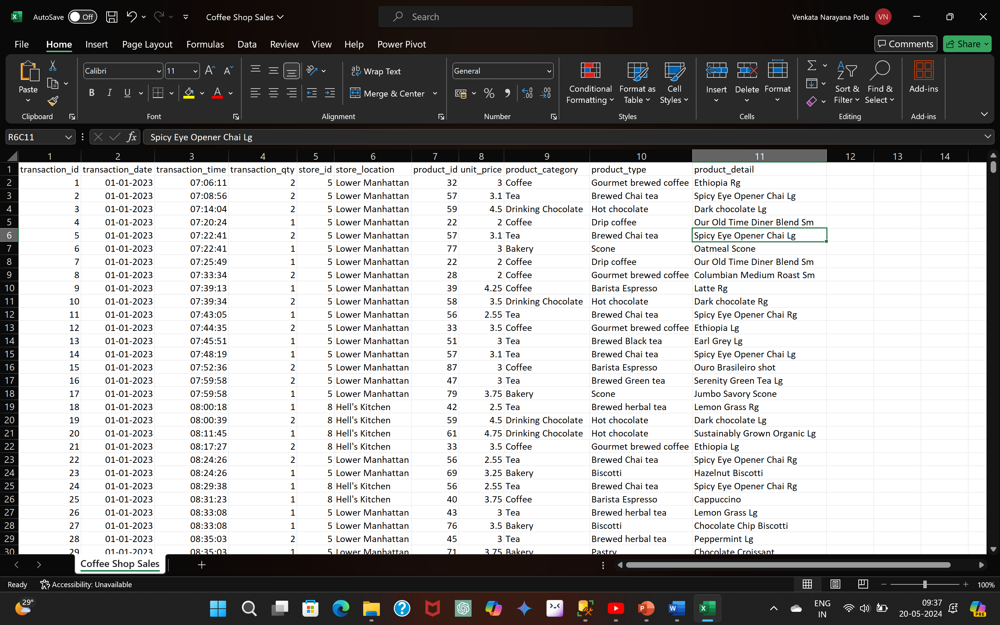 AutoSave Off Coffee Shop Sales Search Venkata Narayana Potla VN
File Home Insert Page Layout Formulas Data Review View Help Power Pivot Comments Share
Paste Calibri 11 Wrap Text General Conditional Formatting Format as Table Cell Styles Insert Delete Format Sort & Filter Find & Select Add-ins
B I U Merge & Center
Clipboard Font Alignment Number Styles Cells Editing Add-ins
R6C11 fx Spicy Eye Opener Chai Lg
1 2 3 4 5 6 7 8 9 10 11 12 13 14
1 transaction_id transaction_date transaction_time transaction_qty store_id store_location product_id unit_price product_category product_type product_detail
2 1 01-01-2023 07:06:11 2 5 Lower Manhattan 32 3 Coffee Gourmet brewed coffee Ethiopia Rg
3 2 01-01-2023 07:08:56 2 5 Lower Manhattan 57 3.1 Tea Brewed Chai tea Spicy Eye Opener Chai Lg
4 3 01-01-2023 07:14:04 2 5 Lower Manhattan 59 4.5 Drinking Chocolate Hot chocolate Dark chocolate Lg
5 4 01-01-2023 07:20:24 1 5 Lower Manhattan 22 2 Coffee Drip coffee Our Old Time Diner Blend Sm
6 5 01-01-2023 07:22:41 2 5 Lower Manhattan 57 3.1 Tea Brewed Chai tea Spicy Eye Opener Chai Lg
7 6 01-01-2023 07:22:41 1 5 Lower Manhattan 77 3 Bakery Scone Oatmeal Scone
8 7 01-01-2023 07:25:49 1 5 Lower Manhattan 22 2 Coffee Drip coffee Our Old Time Diner Blend Sm
9 8 01-01-2023 07:33:34 2 5 Lower Manhattan 28 2 Coffee Gourmet brewed coffee Columbian Medium Roast Sm
10 9 01-01-2023 07:39:13 1 5 Lower Manhattan 39 4.25 Coffee Barista Espresso Latte Rg
11 10 01-01-2023 07:39:34 2 5 Lower Manhattan 58 3.5 Drinking Chocolate Hot chocolate Dark chocolate Rg
12 11 01-01-2023 07:43:05 1 5 Lower Manhattan 56 2.55 Tea Brewed Chai tea Spicy Eye Opener Chai Rg
13 12 01-01-2023 07:44:35 2 5 Lower Manhattan 33 3.5 Coffee Gourmet brewed coffee Ethiopia Lg
14 13 01-01-2023 07:45:51 1 5 Lower Manhattan 51 3 Tea Brewed Black tea Earl Grey Lg
15 14 01-01-2023 07:48:19 1 5 Lower Manhattan 57 3.1 Tea Brewed Chai tea Spicy Eye Opener Chai Lg
16 15 01-01-2023 07:52:36 2 5 Lower Manhattan 87 3 Coffee Barista Espresso Ouro Brasileiro shot
17 16 01-01-2023 07:59:58 2 5 Lower Manhattan 47 3 Tea Brewed Green tea Serenity Green Tea Lg
18 17 01-01-2023 07:59:58 1 5 Lower Manhattan 79 3.75 Bakery Scone Jumbo Savory Scone
19 18 01-01-2023 08:00:18 1 8 Hell's Kitchen 42 2.5 Tea Brewed herbal tea Lemon Grass Rg
20 19 01-01-2023 08:00:39 2 8 Hell's Kitchen 59 4.5 Drinking Chocolate Hot chocolate Dark chocolate Lg
21 20 01-01-2023 08:11:45 1 8 Hell's Kitchen 61 4.75 Drinking Chocolate Hot chocolate Sustainably Grown Organic Lg
22 21 01-01-2023 08:17:27 2 8 Hell's Kitchen 33 3.5 Coffee Gourmet brewed coffee Ethiopia Lg
23 22 01-01-2023 08:24:26 2 5 Lower Manhattan 56 2.55 Tea Brewed Chai tea Spicy Eye Opener Chai Rg
24 23 01-01-2023 08:24:26 1 5 Lower Manhattan 69 3.25 Bakery Biscotti Hazelnut Biscotti
25 24 01-01-2023 08:29:38 1 8 Hell's Kitchen 56 2.55 Tea Brewed Chai tea Spicy Eye Opener Chai Rg
26 25 01-01-2023 08:31:23 1 8 Hell's Kitchen 40 3.75 Coffee Barista Espresso Cappuccino
27 26 01-01-2023 08:33:08 1 5 Lower Manhattan 43 3 Tea Brewed herbal tea Lemon Grass Lg
28 27 01-01-2023 08:33:08 1 5 Lower Manhattan 76 3.5 Bakery Biscotti Chocolate Chip Biscotti
29 28 01-01-2023 08:35:03 2 5 Lower Manhattan 45 3 Tea Brewed herbal tea Peppermint Lg
30 29 01-01-2023 08:35:03 1 5 Lower Manhattan 71 3.75 Bakery Pastry Chocolate Croissant
Coffee Shop Sales
Ready Accessibility: Unavailable 100%
29° ENG IN 09:37 20-05-2024 PRE